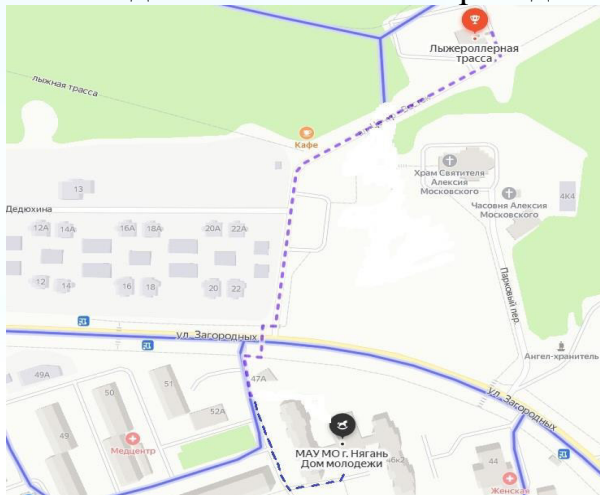 Лыжероллерная
трасса
лыжная трасса
Кафе
Храм Святителя
Алексия
Московского
Часовня Алексия
Московского
4К4
13
Дедюхина
12А
14А
16А
18А
20А
22А
12
14
16
18
20
22
Парковый пер.
ул. Загородных
Ангел-хранитель
49А
47А
ул. Загородных
51
50
52А
49
Медцентр
МАУ МО г. Нягань
Дом молодежи
46к2
44
Женская